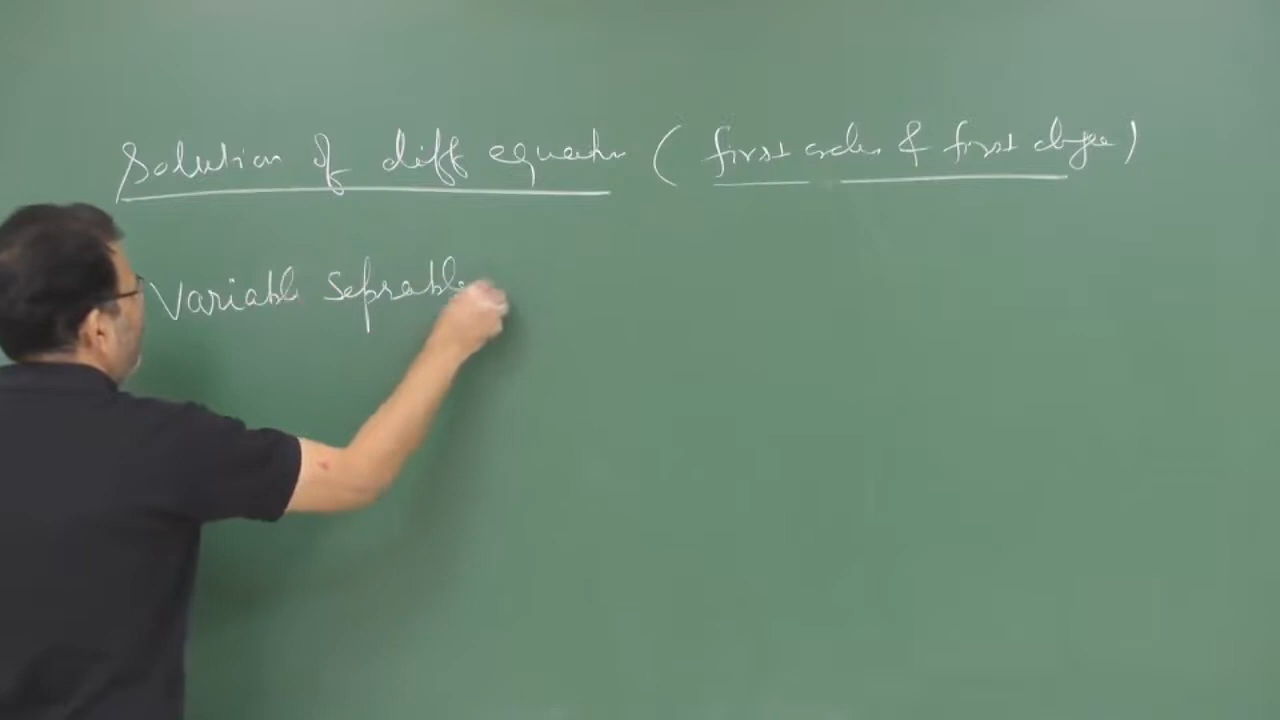 Solution of diff equation (first order & first degree)
Variable Seprable